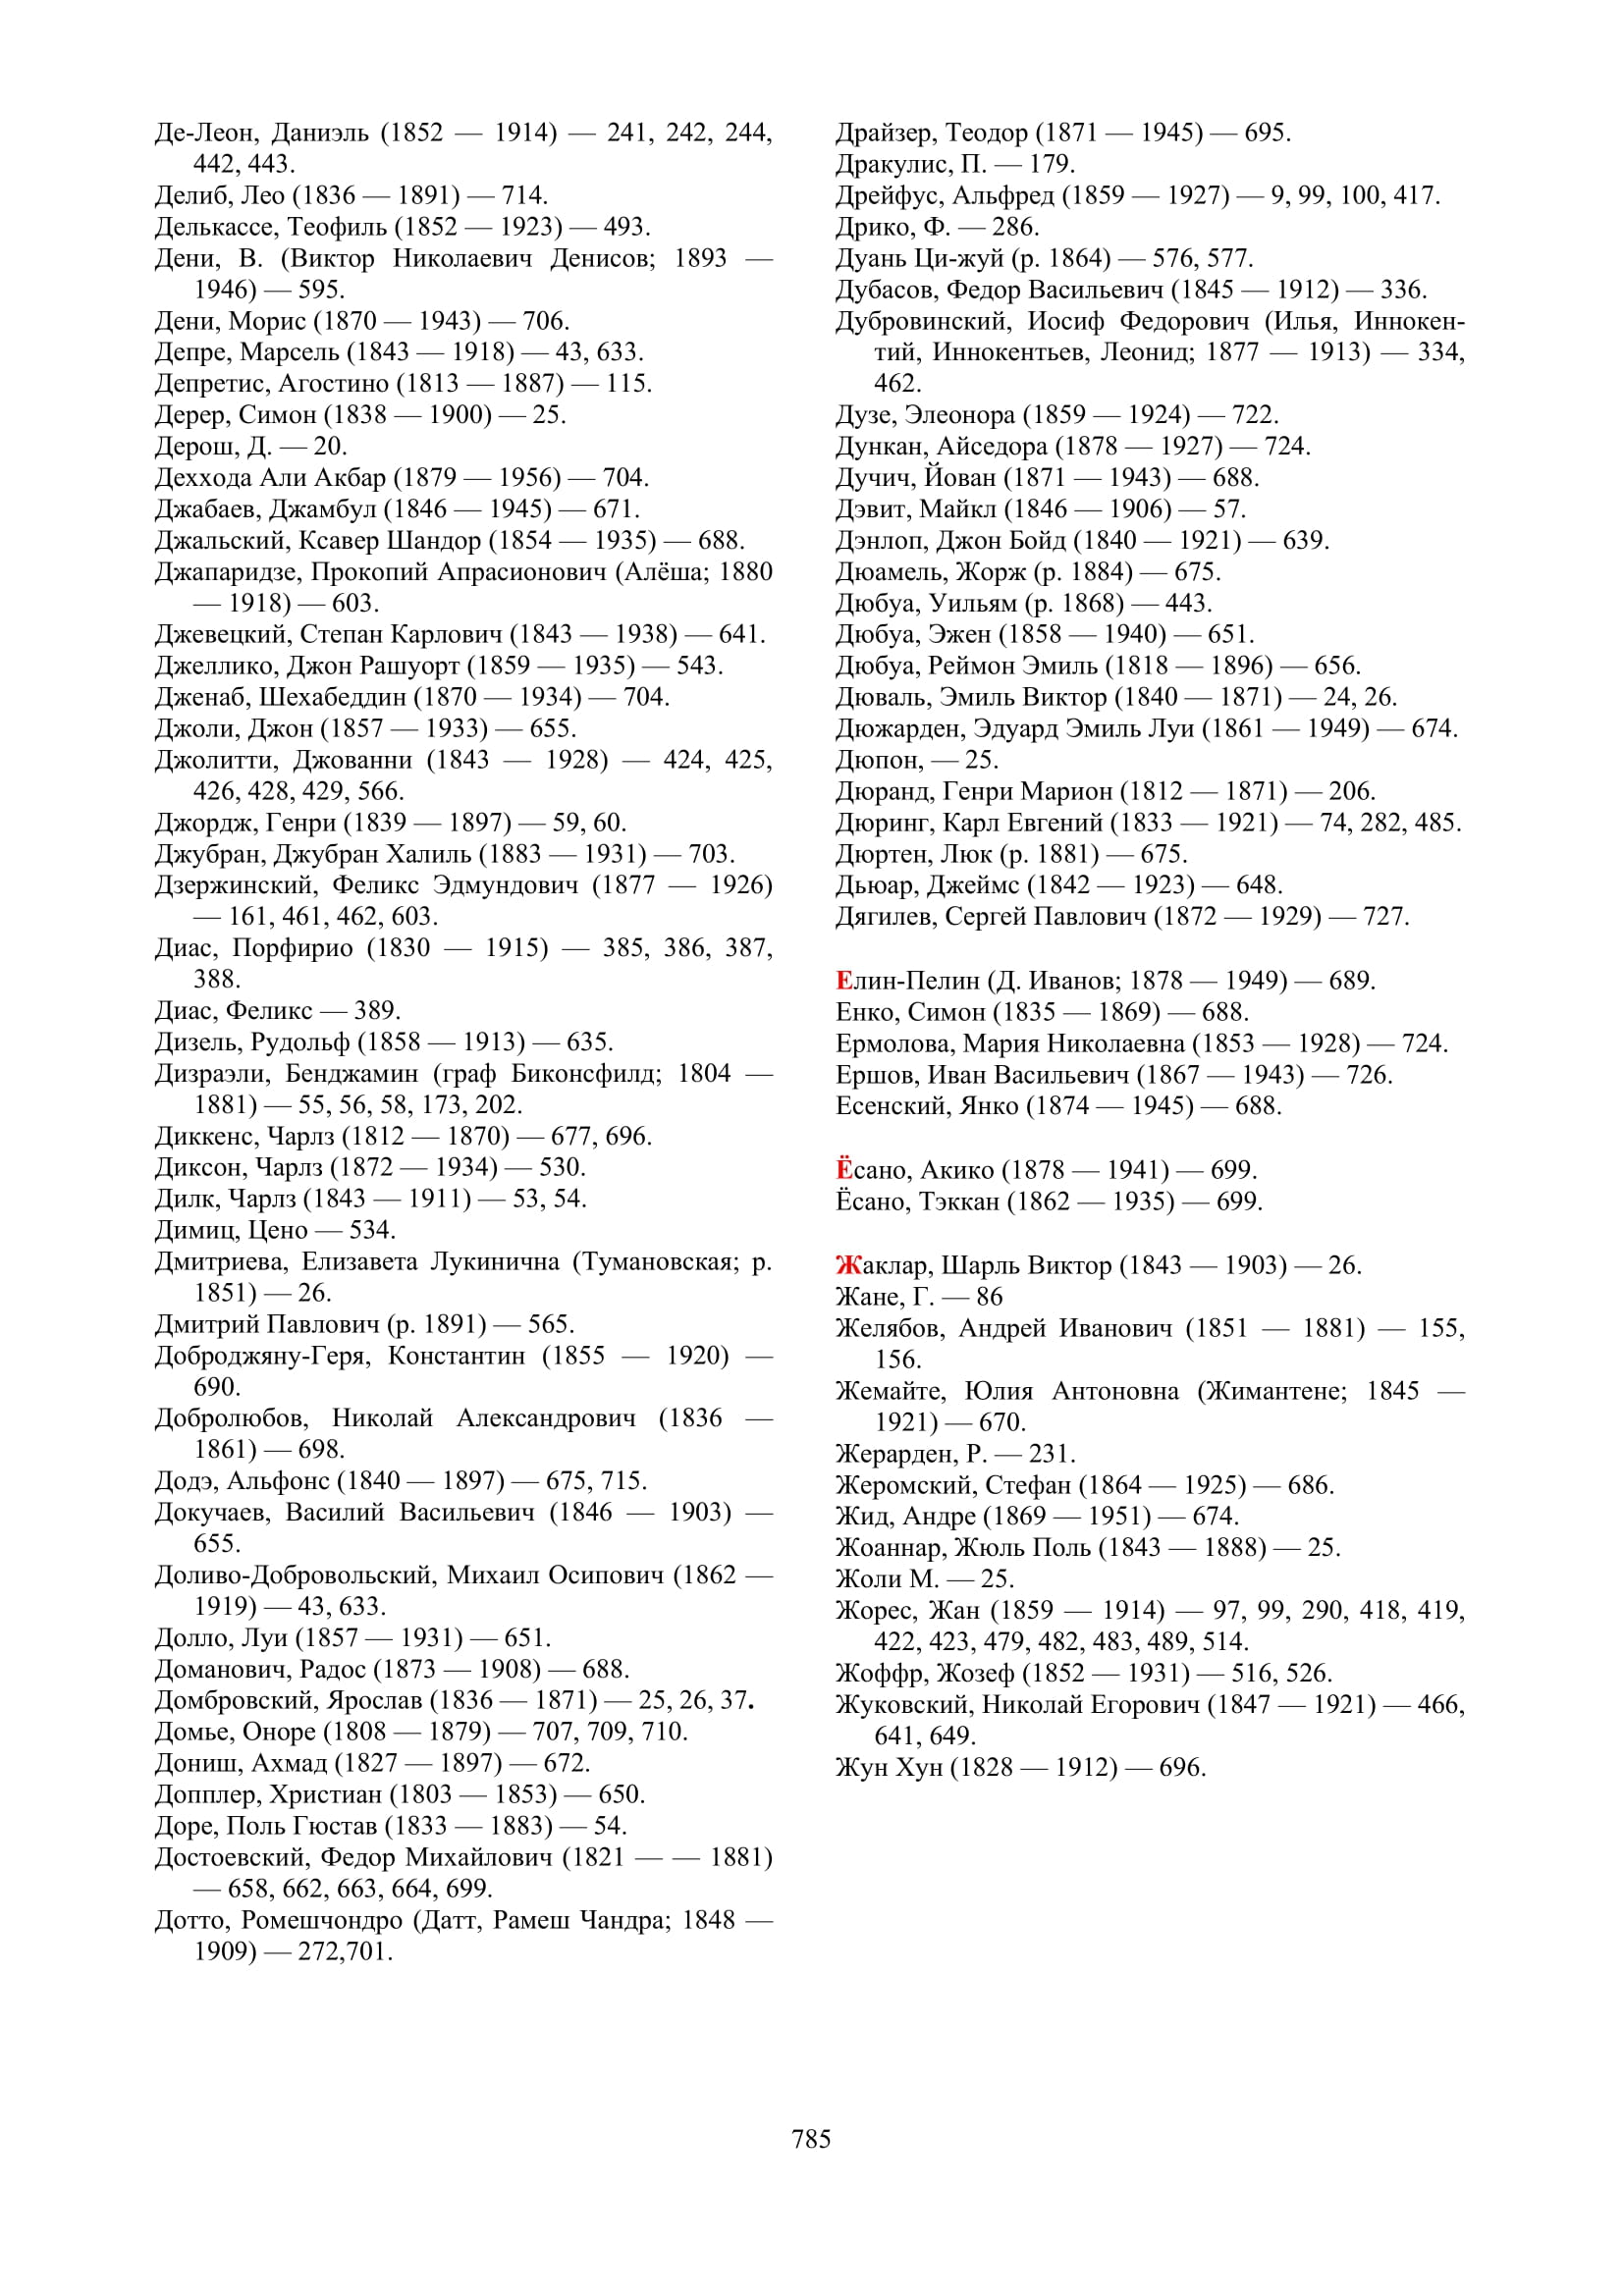 Де-Леон, Даниэль (1852 — 1914) — 241, 242, 244,
442, 443.
Делиб, Лео (1836 — 1891) — 714.
Делькассе, Теофиль (1852 — 1923) — 493.
Дени, В. (Виктор Николаевич Денисов; 1893 —
1946) — 595.
Дени, Морис (1870 — 1943) — 706.
Депре, Марсель (1843 — 1918) — 43, 633.
Депретис, Агостино (1813 — 1887) — 115.
Дерер, Симон (1838 — 1900) — 25.
Дерош, Д. — 20.
Деххода Али Акбар (1879 — 1956) — 704.
Джабаев, Джамбул (1846 — 1945) — 671.
Джальский, Ксавер Шандор (1854 — 1935) — 688.
Джапаридзе, Прокопий Апрасионович (Алёша; 1880
— 1918) — 603.
Джевецкий, Степан Карлович (1843 — 1938) — 641.
Джеллико, Джон Рашуорт (1859 — 1935) — 543.
Дженаб, Шехабеддин (1870 — 1934) — 704.
Джоли, Джон (1857 — 1933) — 655.
Джолитти, Джованни (1843 — 1928) — 424, 425,
426, 428, 429, 566.
Джордж, Генри (1839 — 1897) — 59, 60.
Джубран, Джубран Халиль (1883 — 1931) — 703.
Дзержинский, Феликс Эдмундович (1877 — 1926)
— 161, 461, 462, 603.
Диас, Порфирио (1830 — 1915) — 385, 386, 387,
388.
Диас, Феликс — 389.
Дизель, Рудольф (1858 — 1913) — 635.
Дизраэли, Бенджамин (граф Биконсфилд; 1804 —
1881) — 55, 56, 58, 173, 202.
Диккенс, Чарлз (1812 — 1870) — 677, 696.
Диксон, Чарлз (1872 — 1934) — 530.
Дилк, Чарлз (1843 — 1911) — 53, 54.
Димиц, Цено — 534.
Дмитриева, Елизавета Лукинична (Тумановская; р.
1851) — 26.
Дмитрий Павлович (р. 1891) — 565.
Доброджяну-Геря, Константин (1855 — 1920) —
690.
Добролюбов, Николай Александрович (1836 —
1861) — 698.
Додэ, Альфонс (1840 — 1897) — 675, 715.
Докучаев, Василий Васильевич (1846 — 1903) —
655.
Доливо-Добровольский, Михаил Осипович (1862 —
1919) — 43, 633.
Долло, Луи (1857 — 1931) — 651.
Доманович, Радос (1873 — 1908) — 688.
Домбровский, Ярослав (1836 — 1871) — 25, 26, 37.
Домье, Оноре (1808 — 1879) — 707, 709, 710.
Дониш, Ахмад (1827 — 1897) — 672.
Допплер, Христиан (1803 — 1853) — 650.
Доре, Поль Гюстав (1833 — 1883) — 54.
Достоевский, Федор Михайлович (1821 — — 1881)
— 658, 662, 663, 664, 699.
Дотто, Ромешчондро (Датт, Рамеш Чандра; 1848 —
1909) — 272,701.
Драйзер, Теодор (1871 — 1945) — 695.
Дракулис, П. — 179.
Дрейфус, Альфред (1859 — 1927) — 9, 99, 100, 417.
Дрико, Ф. — 286.
Дуань Ци-жуй (р. 1864) — 576, 577.
Дубасов, Федор Васильевич (1845 — 1912) — 336.
Дубровинский, Иосиф Федорович (Илья, Иннокен-
тий, Иннокентьев, Леонид; 1877 — 1913) — 334,
462.
Дузе, Элеонора (1859 — 1924) — 722.
Дункан, Айседора (1878 — 1927) — 724.
Дучич, Йован (1871 — 1943) — 688.
Дэвит, Майкл (1846 — 1906) — 57.
Дэнлоп, Джон Бойд (1840 — 1921) — 639.
Дюамель, Жорж (р. 1884) — 675.
Дюбуа, Уильям (р. 1868) — 443.
Дюбуа, Эжен (1858 — 1940) — 651.
Дюбуа, Реймон Эмиль (1818 — 1896) — 656.
Дюваль, Эмиль Виктор (1840 — 1871) — 24, 26.
Дюжарден, Эдуард Эмиль Луи (1861 — 1949) — 674.
Дюпон, — 25.
Дюранд, Генри Марион (1812 — 1871) — 206.
Дюринг, Карл Евгений (1833 — 1921) — 74, 282, 485.
Дюртен, Люк (р. 1881) — 675.
Дьюар, Джеймс (1842 — 1923) — 648.
Дягилев, Сергей Павлович (1872 — 1929) — 727.
Елин-Пелин (Д. Иванов; 1878 — 1949) — 689.
Енко, Симон (1835 — 1869) — 688.
Ермолова, Мария Николаевна (1853 — 1928) — 724.
Ершов, Иван Васильевич (1867 — 1943) — 726.
Есенский, Янко (1874 — 1945) — 688.
Ёсано, Акико (1878 — 1941) — 699.
Ёсано, Тэккан (1862 — 1935) — 699.
Жаклар, Шарль Виктор (1843 — 1903) — 26.
Жане, Г. — 86
Желябов, Андрей Иванович (1851 — 1881) — 155,
156.
Жемайте, Юлия Антоновна (Жимантене; 1845 —
1921) — 670.
Жерарден, Р. — 231.
Жеромский, Стефан (1864 — 1925) — 686.
Жид, Андре (1869 — 1951) — 674.
Жоаннар, Жюль Поль (1843 — 1888) — 25.
Жоли М. — 25.
Жорес, Жан (1859 — 1914) — 97, 99, 290, 418, 419,
422, 423, 479, 482, 483, 489, 514.
Жоффр, Жозеф (1852 — 1931) — 516, 526.
Жуковский, Николай Егорович (1847 — 1921) — 466,
641, 649.
Жун Хун (1828 — 1912) — 696.
785